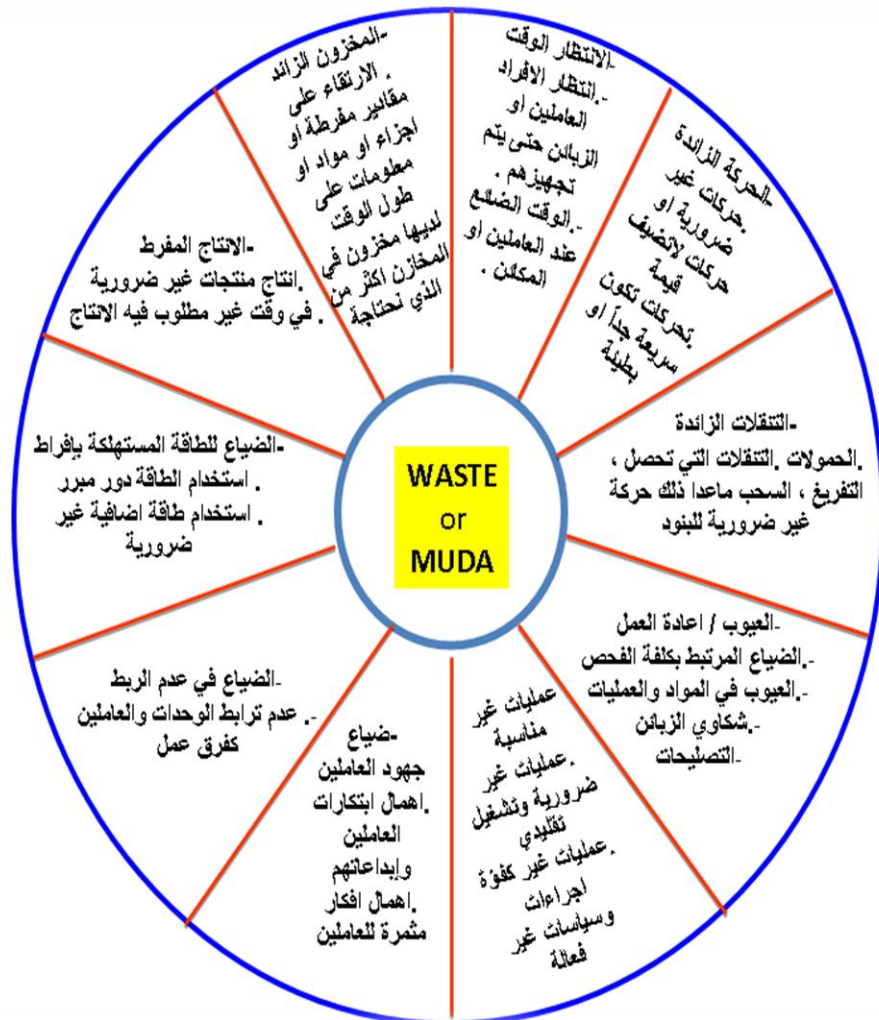 WASTE
or
MUDA
-المخزون الزائد
. الارتقاء على
مقادير مفرطة او
اجزاء او مواد او
معلومات على
طول الوقت
لديها مخزون في
المخازن اكثر من
الذي نحتاجة
-الانتظار الوقت
-.انتظار الافراد
العاملين او
الزبائن حتى يتم
تجهيزهم .
-.الوقت الضائع
عند العاملين او
المكائن .
-الحركة الزائدة
.حركات غير
ضرورية او
حركات لاتضيف
قيمة
.تحركات تكون
سريعة جداً او
بطيئة
-التنقلات الزائدة
.الحمولات .التنقلات التي تحصل ،
التفريغ ، السحب ماعدا ذلك حركة
غير ضرورية للبنود
-العيوب / اعادة العمل
-.الضياع المرتبط بكلفة الفحص
-.العيوب في المواد والعمليات
-.شكاوي الزبائن
-التصليحات
عمليات غير
مناسبة
.عمليات غير
ضرورية وتشغيل
تقليدي
.عمليات غير كفوءة
اجراءات
وسياسات غير
فعالة
-ضياع
جهود العاملين
.اهمال ابتكارات
العاملين
وإبداعاتهم
.اهمال افكار
مثمرة للعاملين
-الضياع في عدم الربط
-. عدم ترابط الوحدات والعاملين
كفرق عمل
-الضياع للطاقة المستهلكة بإفراط
. استخدام الطاقة دور مبرر
. استخدام طاقة اضافية غير
ضرورية
-الانتاج المفرط
.انتاج منتجات غير ضرورية
. في وقت غير مطلوب فيه الانتاج